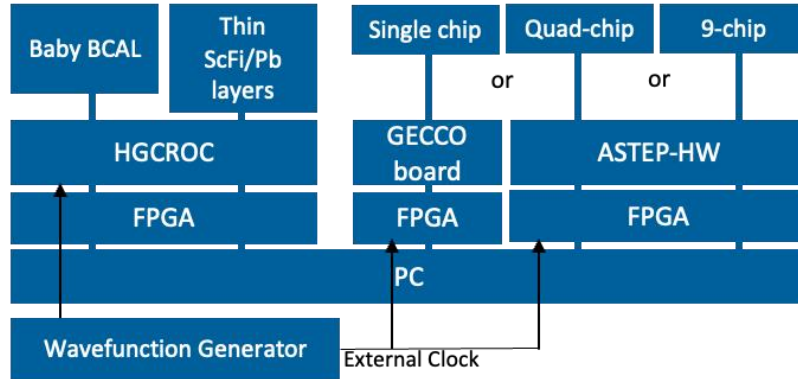 Baby BCAL
Thin
ScFi/Pb
layers
Single chip
Quad-chip
9-chip
or
or
HGCROC
GECCO
board
ASTEP-HW
FPGA
FPGA
FPGA
PC
Wavefunction Generator
External Clock